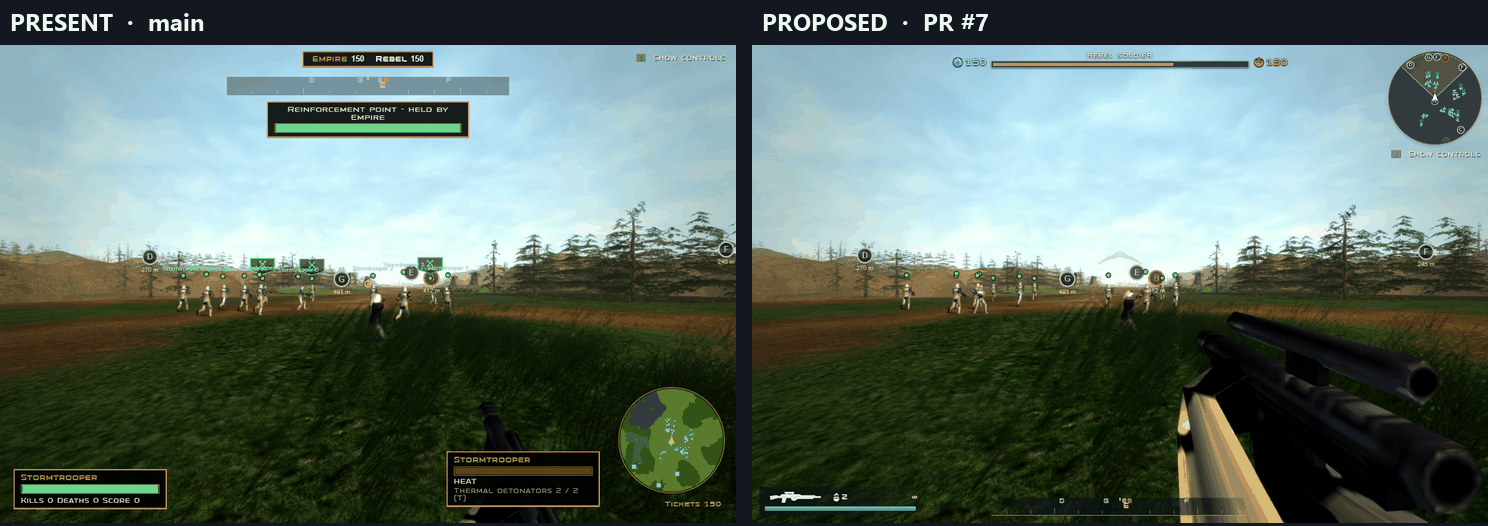 PRESENT · main
EMPIRE 150 REBEL 150
SHOW CONTROLS
D G E F
REINFORCEMENT POINT - HELD BY
EMPIRE
D
270 m
G
491 m
E
F
245 m
STORMTROOPER
KILLS 0 DEATHS 0 SCORE 0
STORMTROOPER
HEAT
THERMAL DETONATORS 2 / 2
[T]
TICKETS 150
PROPOSED · PR #7
150
REBEL SOLDIER
150
D
F
C
SHOW CONTROLS
D
270 m
G
491 m
E
B
F
245 m
2
∞
D G E F